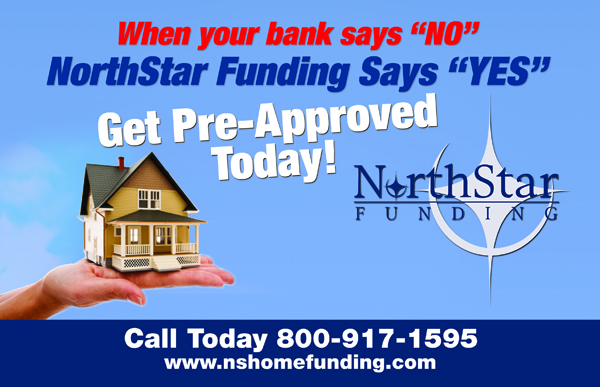 When your bank says “NO”
NorthStar Funding Says “YES”
Get Pre-Approved
Today!
NorthStar
FUNDING
Call Today 800-917-1595
www.nshomefunding.com